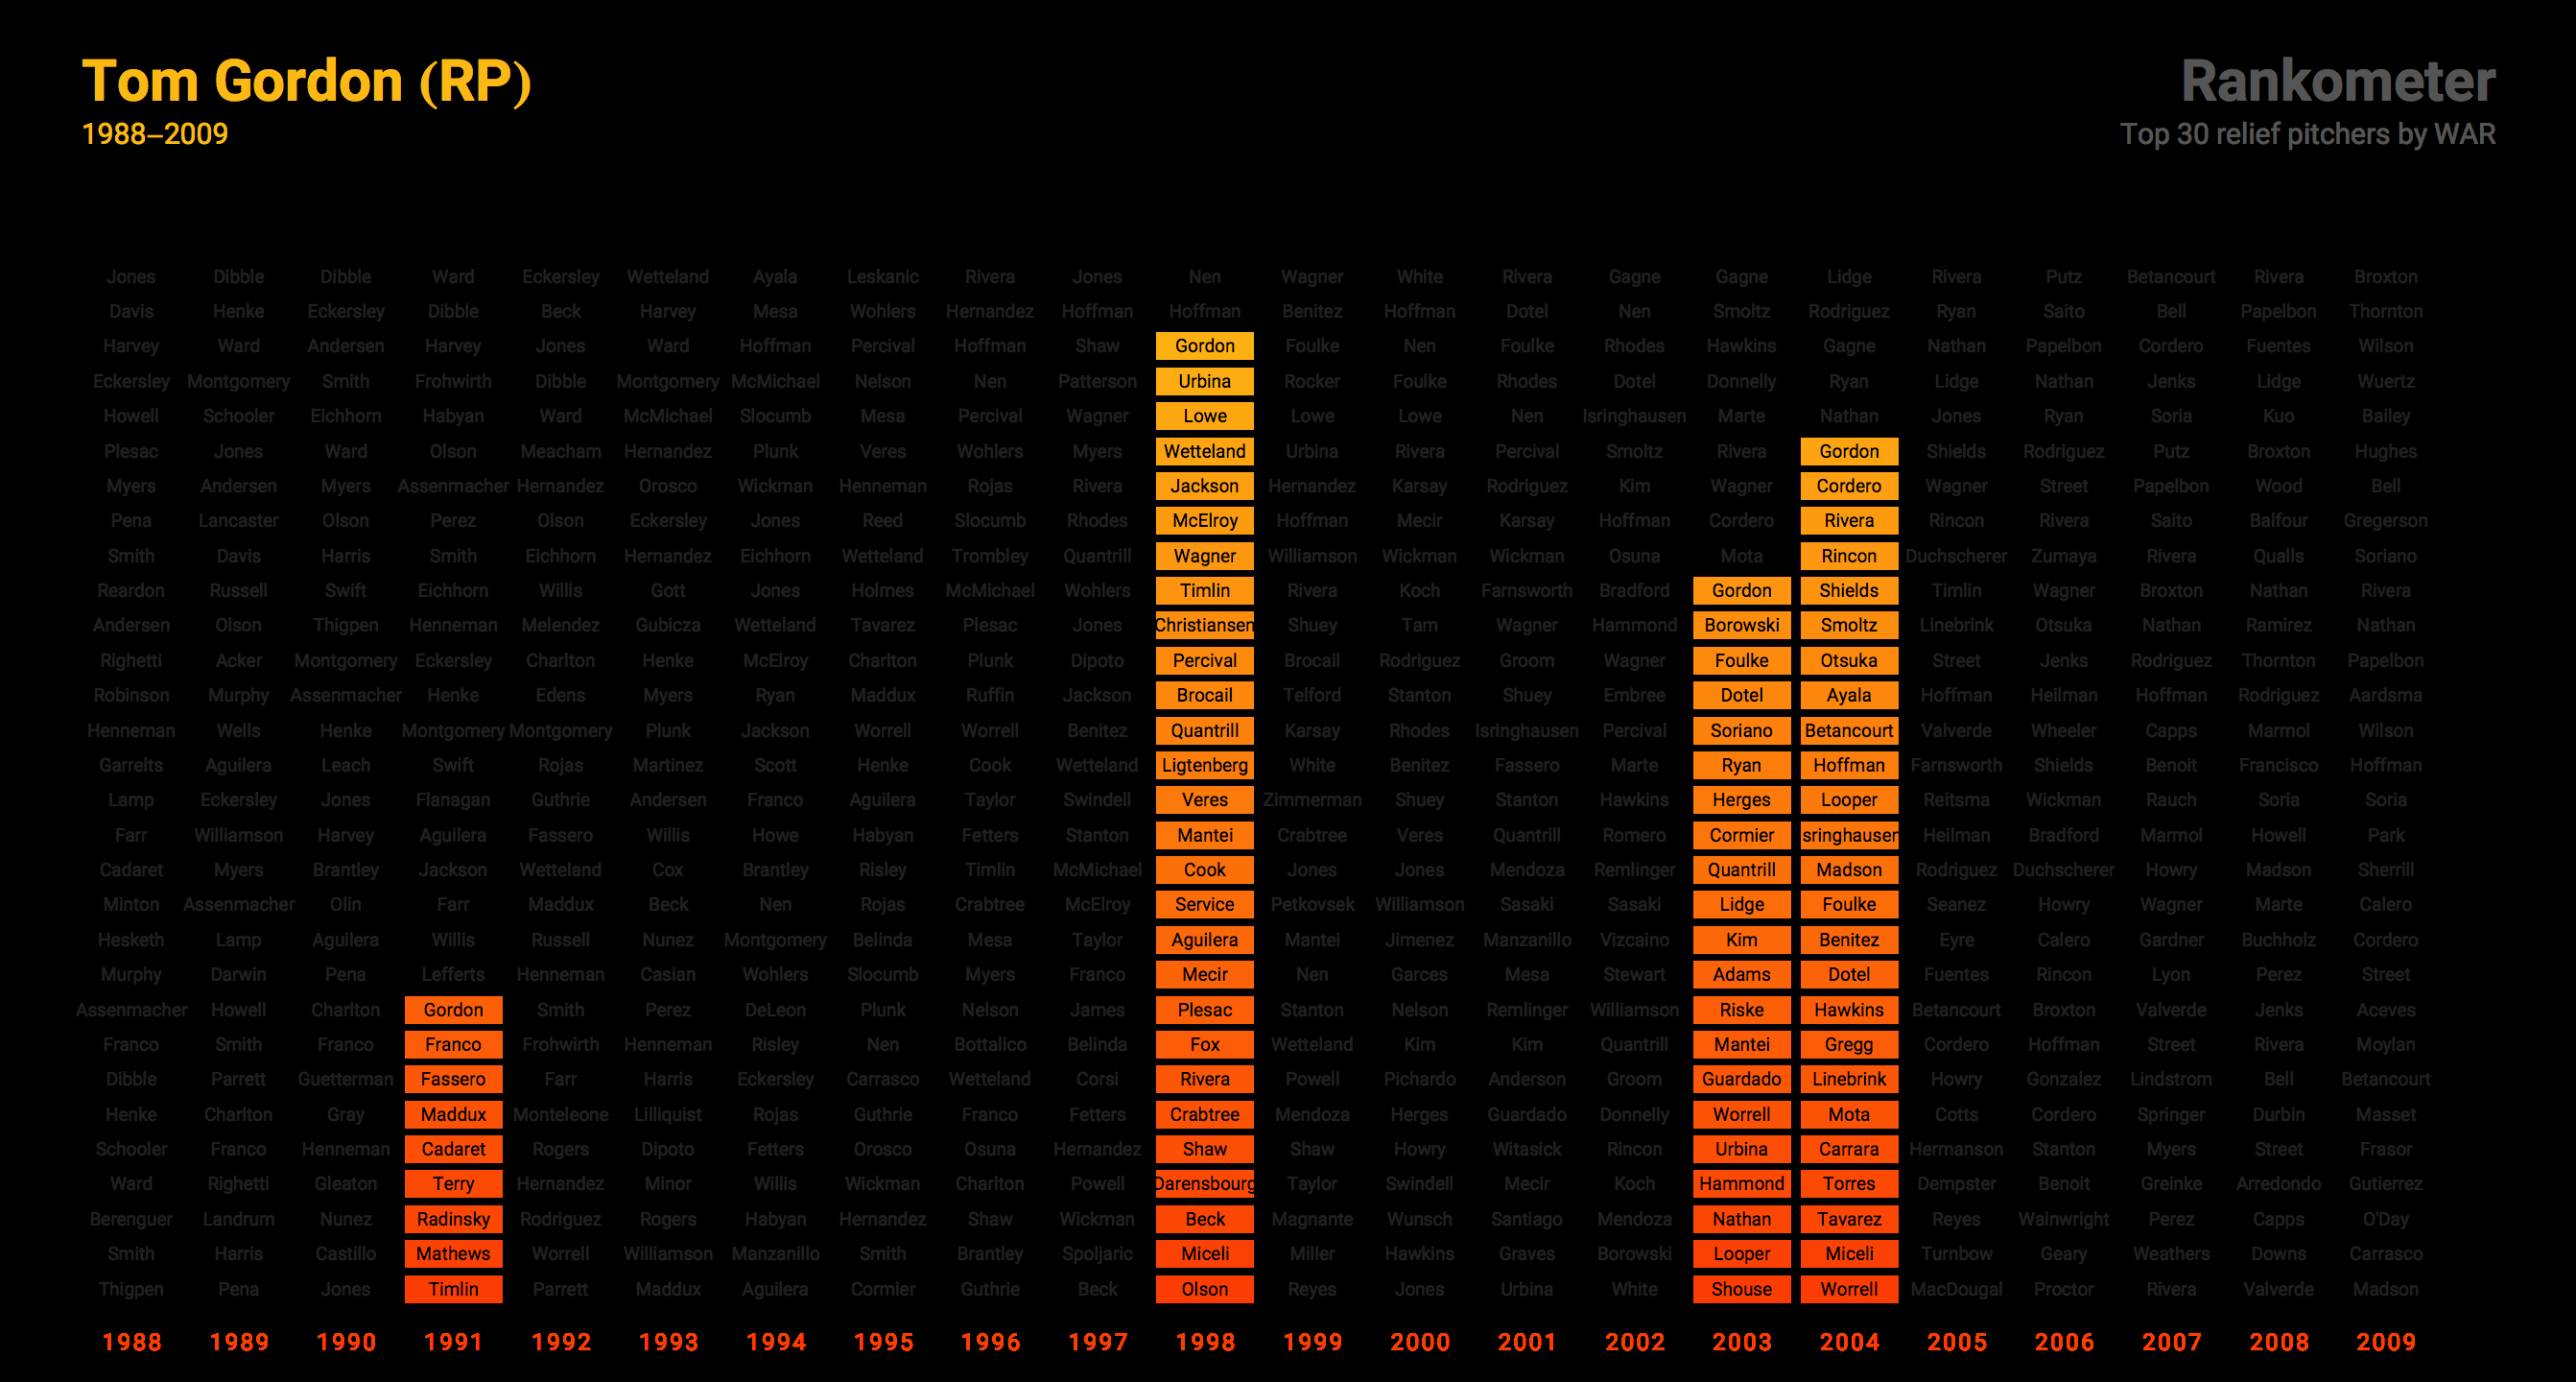 Tom Gordon (RP) Rankometer
1988–2009 Top 30 relief pitchers by WAR
Jones Dibble Dibble Ward Eckersley Wetteland Ayala Leskanic Rivera Jones Nen Wagner White Rivera Gagne Gagne Lidge Rivera Putz Betancourt Rivera Broxton
Davis Henke Eckersley Dibble Beck Harvey Mesa Wohlers Hernandez Hoffman Hoffman Benitez Hoffman Dotel Nen Smoltz Rodriguez Ryan Saito Bell Papelbon Thornton
Harvey Ward Andersen Harvey Jones Ward Hoffman Percival Hoffman Shaw Gordon Foulke Nen Foulke Rhodes Hawkins Gagne Nathan Papelbon Cordero Fuentes Wilson
Eckersley Montgomery Smith Frohwirth Dibble Montgomery McMichael Nelson Nen Patterson Urbina Rocker Foulke Rhodes Dotel Donnelly Ryan Lidge Nathan Jenks Lidge Wuertz
Howell Schooler Eichhorn Habyan Ward McMichael Slocumb Mesa Percival Wagner Lowe Lowe Lowe Nen Isringhausen Marte Nathan Jones Ryan Soria Kuo Bailey
Plesac Jones Ward Olson Meacham Hernandez Plunk Veres Wohlers Myers Wetteland Urbina Rivera Percival Smoltz Rivera Gordon Shields Rodriguez Putz Broxton Hughes
Myers Andersen Myers Assenmacher Hernandez Orosco Wickman Henneman Rojas Rivera Jackson Hernandez Karsay Rodriguez Kim Wagner Cordero Wagner Street Papelbon Wood Bell
Pena Lancaster Olson Perez Olson Eckersley Jones Reed Slocumb Rhodes McElroy Hoffman Mecir Karsay Hoffman Cordero Rivera Rincon Rivera Saito Balfour Gregerson
Smith Davis Harris Smith Eichhorn Hernandez Eichhorn Wetteland Trombley Quantrill Wagner Williamson Wickman Wickman Osuna Mota Rincon Duchscherer Zumaya Rivera Qualls Soriano
Reardon Russell Swift Eichhorn Willis Gott Jones Holmes McMichael Wohlers Timlin Rivera Koch Farnsworth Bradford Gordon Shields Timlin Wagner Broxton Nathan Rivera
Andersen Olson Thigpen Henneman Melendez Gubicza Wetteland Tavarez Plesac Jones Christiansen Shuey Tam Wagner Hammond Borowski Smoltz Linebrink Otsuka Nathan Ramirez Nathan
Righetti Acker Montgomery Eckersley Charlton Henke McElroy Charlton Plunk Dipoto Percival Brocail Rodriguez Groom Wagner Foulke Otsuka Street Jenks Rodriguez Thornton Papelbon
Robinson Murphy Assenmacher Henke Edens Myers Ryan Maddux Ruffin Jackson Brocail Telford Stanton Shuey Embree Dotel Ayala Hoffman Heilman Hoffman Rodriguez Aardsma
Henneman Wells Henke Montgomery Montgomery Plunk Jackson Worrell Worrell Benitez Quantrill Karsay Rhodes Isringhausen Percival Soriano Betancourt Valverde Wheeler Capps Marmol Wilson
Garrelts Aguilera Leach Swift Rojas Martinez Scott Henke Cook Wetteland Ligtenberg White Benitez Fassero Marte Ryan Hoffman Farnsworth Shields Benoit Francisco Hoffman
Lamp Eckersley Jones Flanagan Guthrie Andersen Franco Aguilera Taylor Swindell Veres Zimmerman Shuey Stanton Hawkins Herges Looper Reitsma Wickman Rauch Soria Soria
Farr Williamson Harvey Aguilera Fassero Willis Howe Habyan Fetters Stanton Mantei Crabtree Veres Quantrill Romero Cormier sringhausen Heilman Bradford Marmol Howell Park
Cadaret Myers Brantley Jackson Wetteland Cox Brantley Risley Timlin McMichael Cook Jones Jones Mendoza Remlinger Quantrill Madson Rodriguez Duchscherer Howry Madson Sherrill
Minton Assenmacher Olin Farr Maddux Beck Nen Rojas Crabtree McElroy Service Petkovsek Williamson Sasaki Sasaki Lidge Foulke Seanez Howry Wagner Marte Calero
Hesketh Lamp Aguilera Willis Russell Nunez Montgomery Belinda Mesa Taylor Aguilera Mantei Jimenez Manzanillo Vizcaino Kim Benitez Eyre Calero Gardner Buchholz Cordero
Murphy Darwin Pena Lefferts Henneman Casian Wohlers Slocumb Myers Franco Mecir Nen Garces Mesa Stewart Adams Dotel Fuentes Rincon Lyon Perez Street
Assenmacher Howell Charlton Gordon Smith Perez DeLeon Plunk Nelson James Plesac Stanton Nelson Remlinger Williamson Riske Hawkins Betancourt Broxton Valverde Jenks Aceves
Franco Smith Franco Franco Frohwirth Henneman Risley Nen Bottalico Belinda Fox Wetteland Kim Kim Quantrill Mantei Gregg Cordero Hoffman Street Rivera Moylan
Dibble Parrett Guetterman Fassero Farr Harris Eckersley Carrasco Wetteland Corsi Rivera Powell Pichardo Anderson Groom Guardado Linebrink Howry Gonzalez Lindstrom Bell Betancourt
Henke Charlton Gray Maddux Monteleone Lilliquist Rojas Guthrie Franco Fetters Crabtree Mendoza Herges Guardado Donnelly Worrell Mota Cotts Cordero Springer Durbin Masset
Schooler Franco Henneman Cadaret Rogers Dipoto Fetters Orosco Osuna Hernandez Shaw Shaw Howry Witasick Rincon Urbina Carrara Hermanson Stanton Myers Street Frasor
Ward Righetti Gleaton Terry Hernandez Minor Willis Wickman Charlton Powell Darensbourg Taylor Swindell Mecir Koch Hammond Torres Dempster Benoit Greinke Arredondo Gutierrez
Berenguer Landrum Nunez Radinsky Rodriguez Rogers Habyan Hernandez Shaw Wickman Beck Magnante Wunsch Santiago Mendoza Nathan Tavarez Reyes Wainwright Perez Capps O'Day
Smith Harris Castillo Mathews Worrell Williamson Manzanillo Smith Brantley Spoljaric Miceli Miller Hawkins Graves Borowski Looper Miceli Turnbow Geary Weathers Downs Carrasco
Thigpen Pena Jones Timlin Parrett Maddux Aguilera Cormier Guthrie Beck Olson Reyes Jones Urbina White Shouse Worrell MacDougal Proctor Rivera Valverde Madson
1988 1989 1990 1991 1992 1993 1994 1995 1996 1997 1998 1999 2000 2001 2002 2003 2004 2005 2006 2007 2008 2009